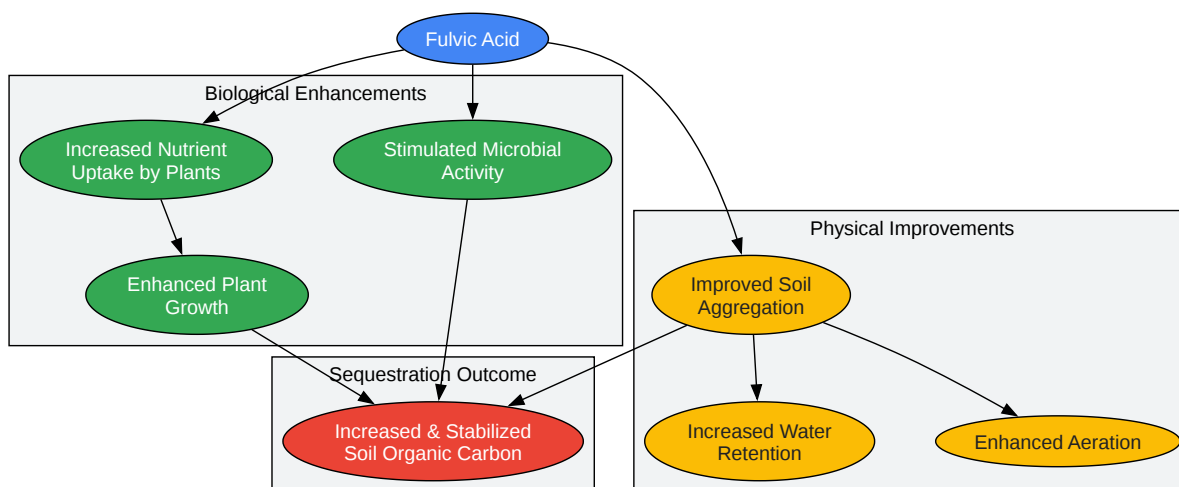 Fulvic Acid
Biological Enhancements
Increased Nutrient
Uptake by Plants
Stimulated Microbial
Activity
Enhanced Plant
Growth
Physical Improvements
Improved Soil
Aggregation
Sequestration Outcome
Increased & Stabilized
Soil Organic Carbon
Increased Water
Retention
Enhanced Aeration